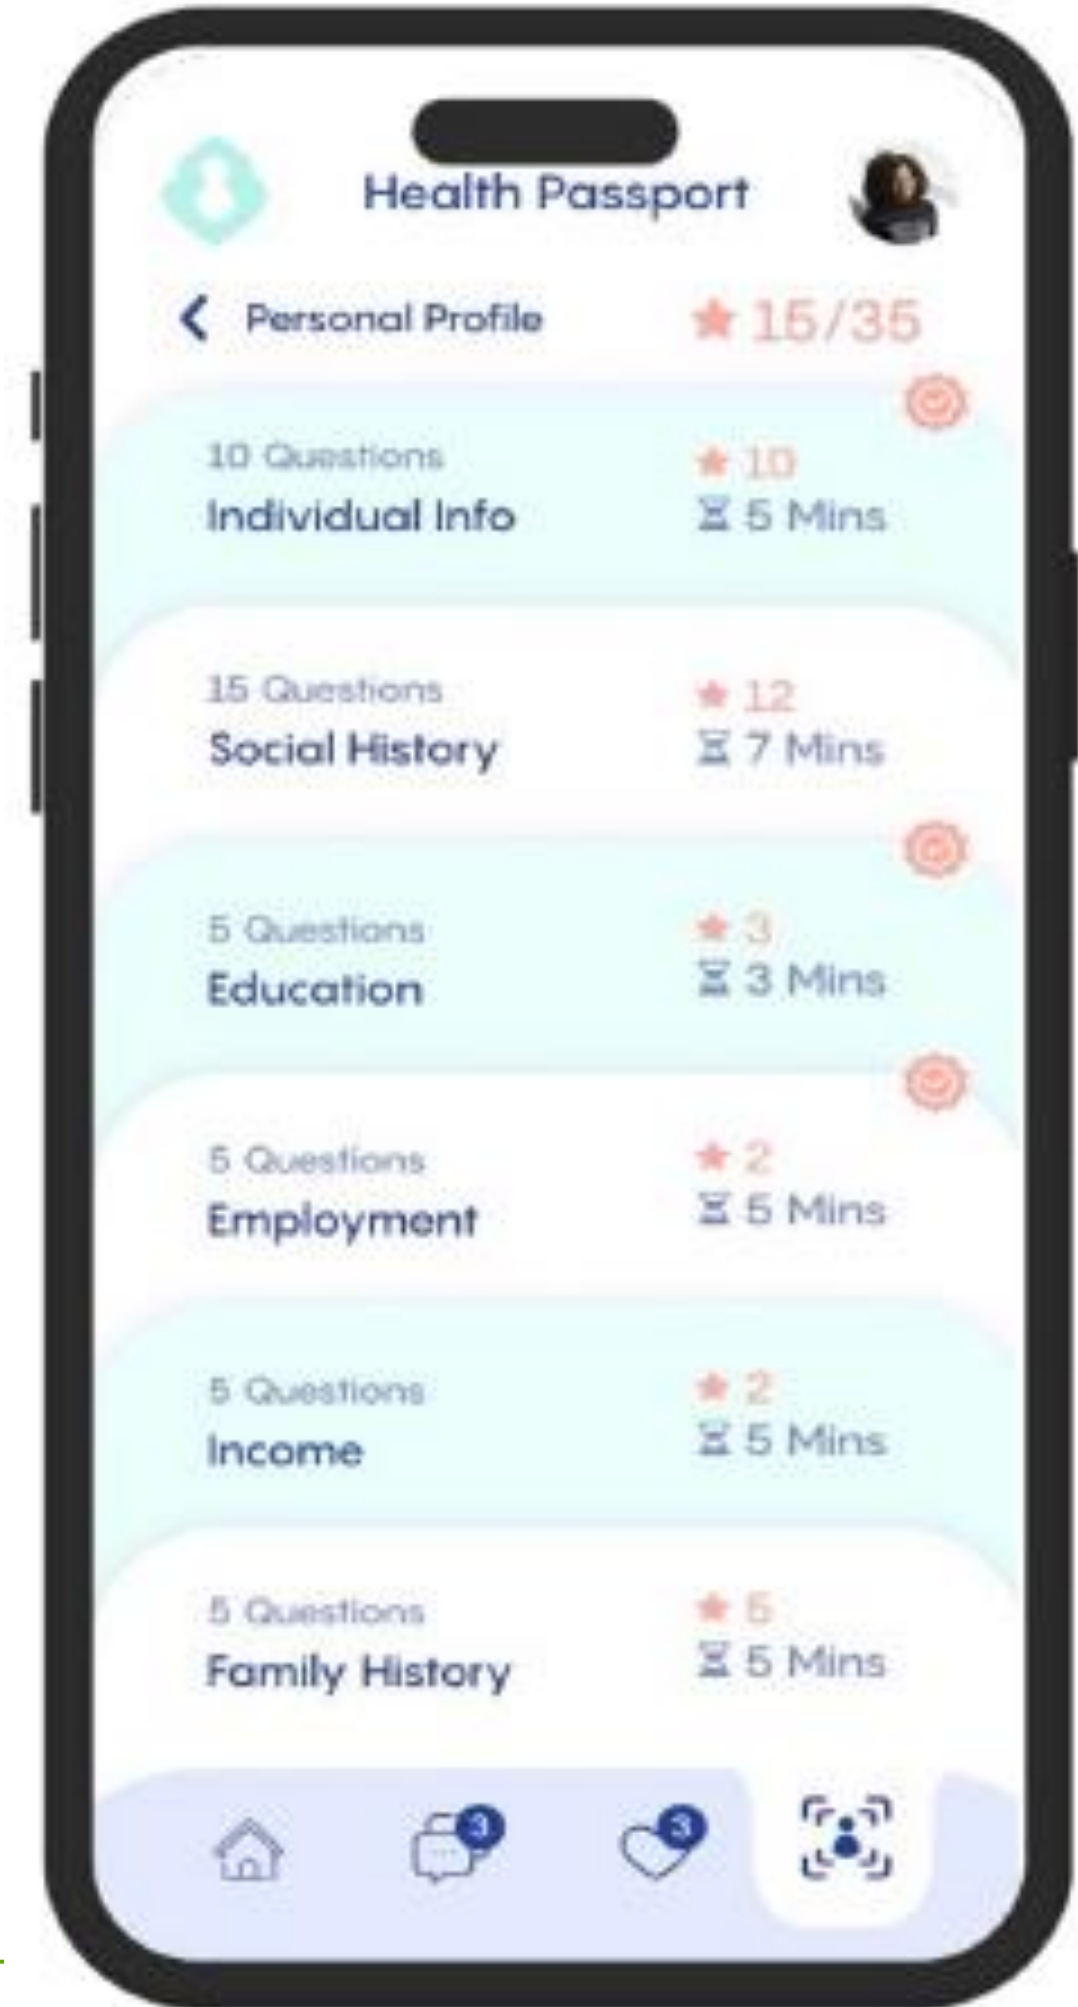 Health Passport
Personal Profile
15/35
10 Questions
10
Individual Info
5 Mins
15 Questions
12
Social History
7 Mins
5 Questions
3
Education
3 Mins
5 Questions
2
Employment
5 Mins
5 Questions
2
Income
5 Mins
5 Questions
5
Family History
5 Mins
3
3